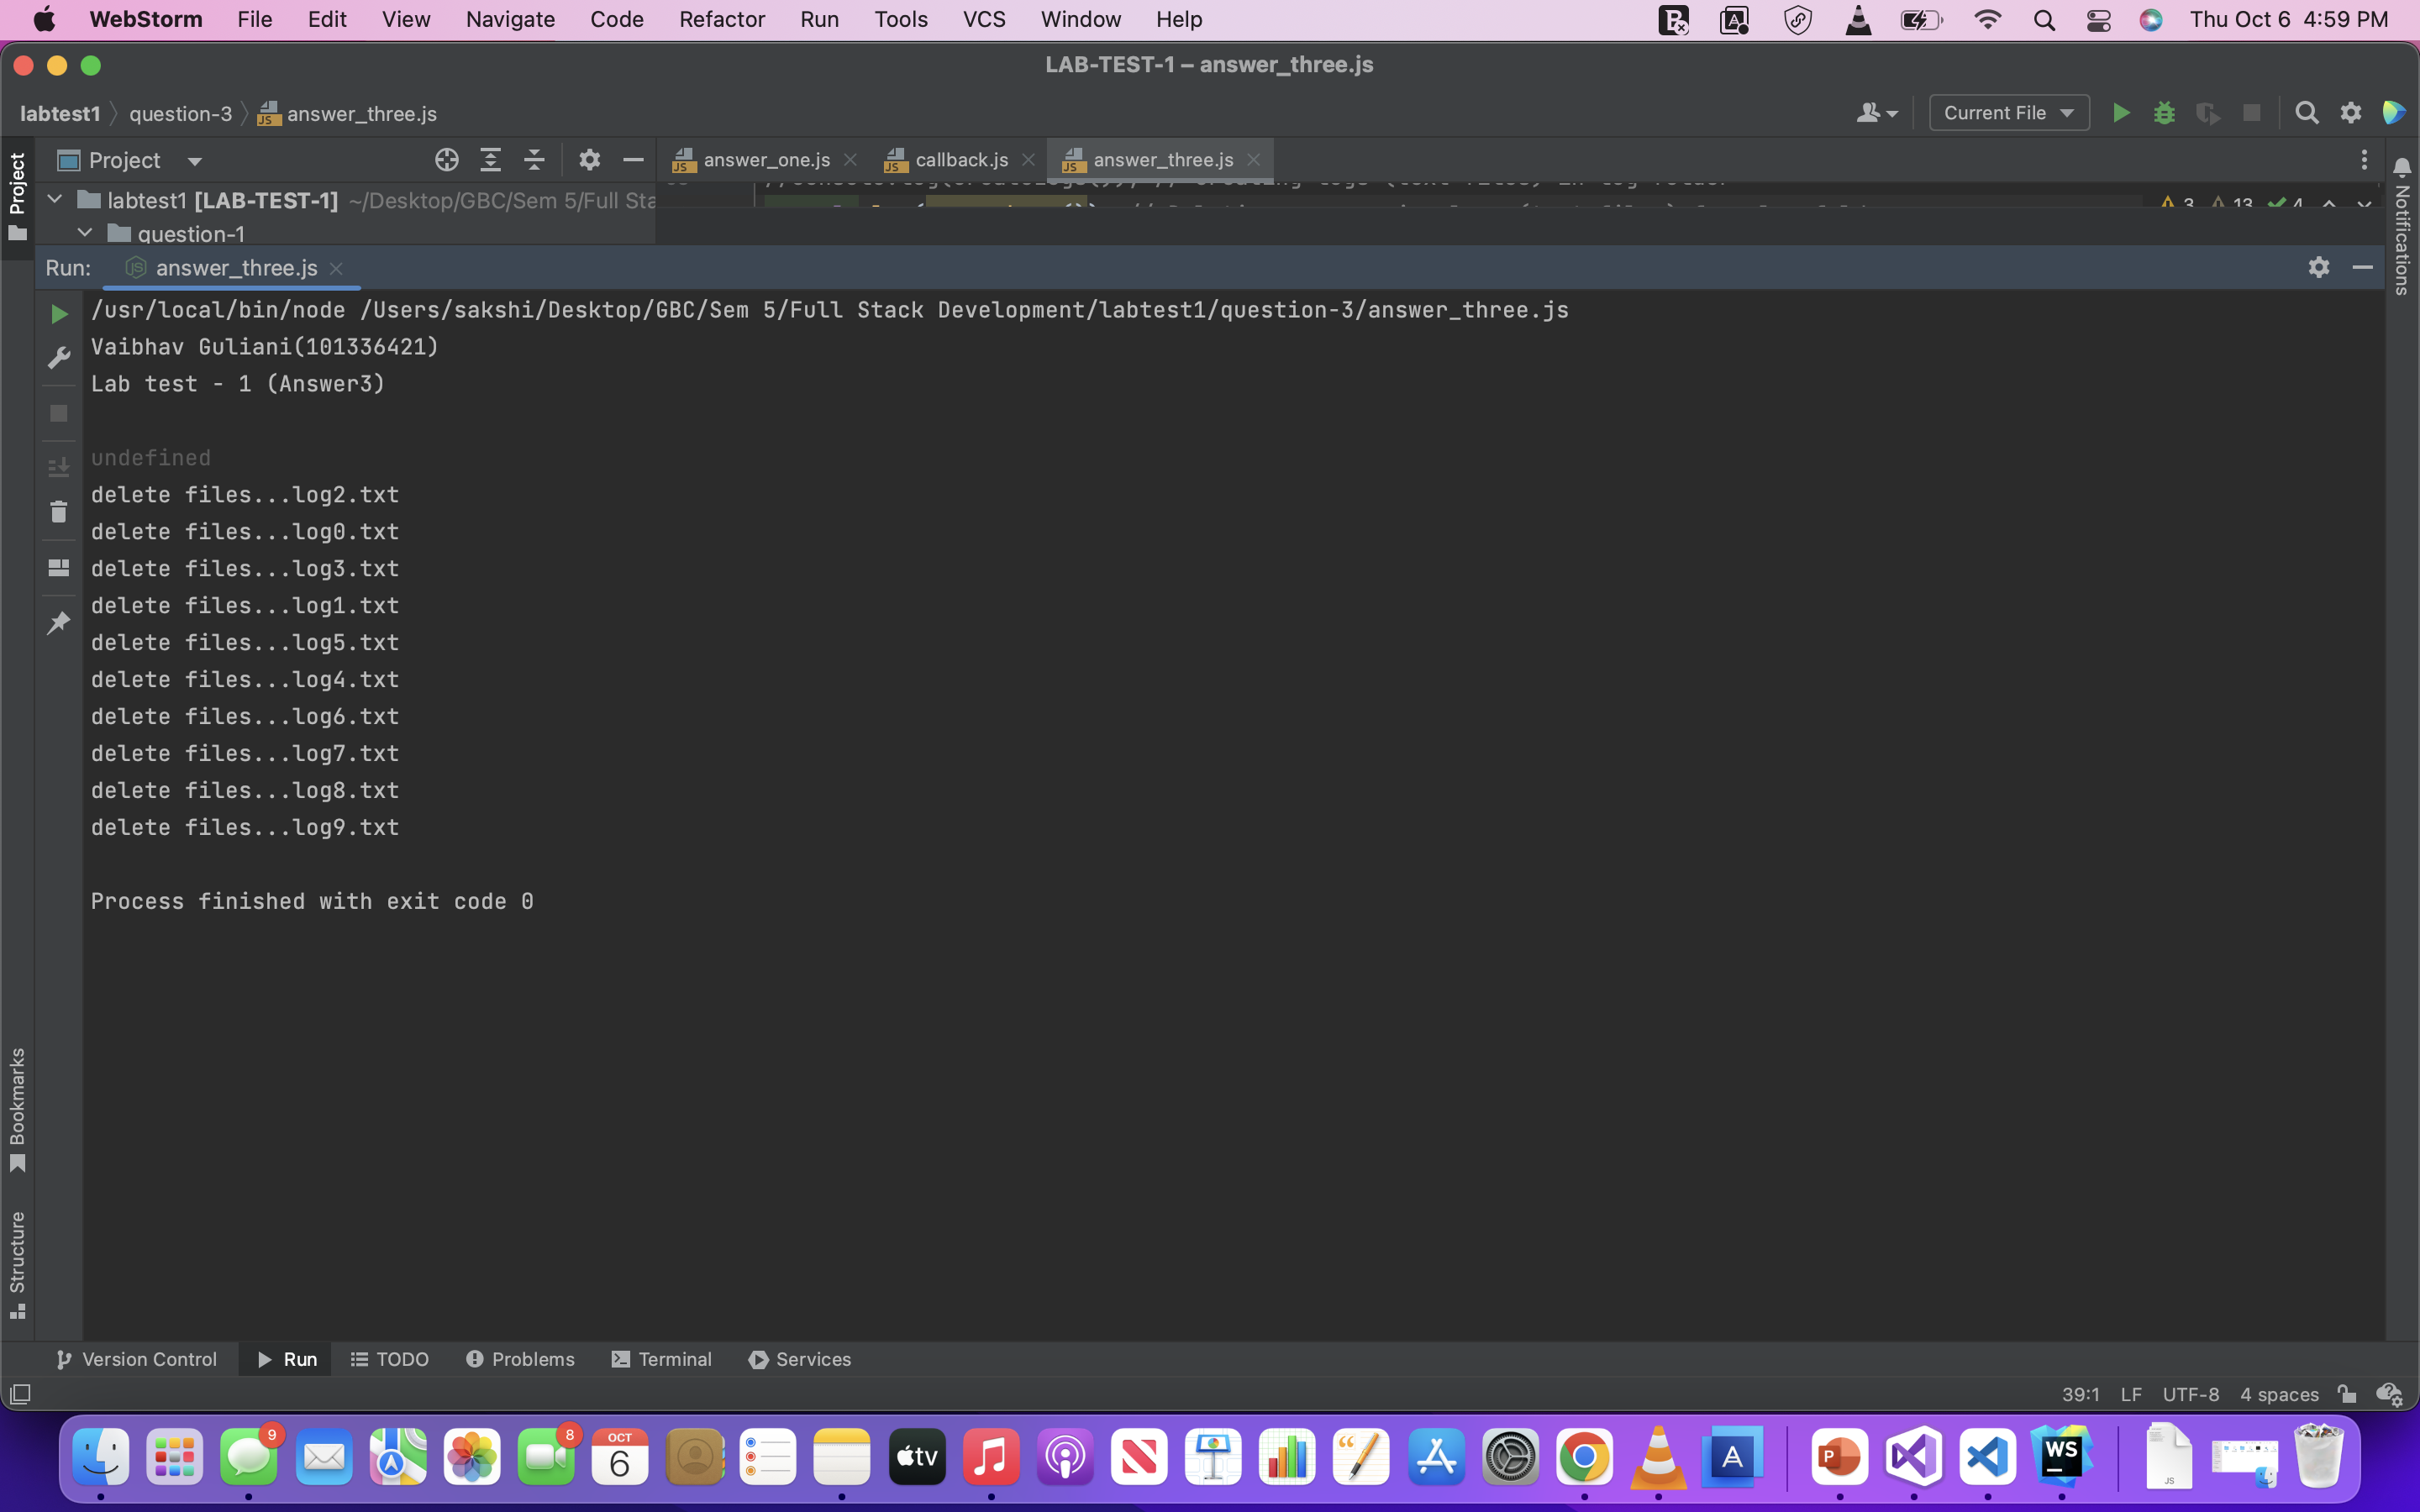 WebStorm File Edit View Navigate Code Refactor Run Tools VCS Window Help Thu Oct 6 4:59 PM
LAB-TEST-1 – answer_three.js
labtest1 question-3 answer_three.js Current File
Project answer_one.js callback.js answer_three.js
Project
Notifications
labtest1 [LAB-TEST-1] ~/Desktop/GBC/Sem 5/Full Sta
3 13 4
question-1
Run: answer_three.js
/usr/local/bin/node /Users/sakshi/Desktop/GBC/Sem 5/Full Stack Development/labtest1/question-3/answer_three.js
Vaibhav Guliani(101336421)
Lab test - 1 (Answer3)
undefined
delete files...log2.txt
delete files...log0.txt
delete files...log3.txt
delete files...log1.txt
delete files...log5.txt
delete files...log4.txt
delete files...log6.txt
delete files...log7.txt
delete files...log8.txt
delete files...log9.txt
Process finished with exit code 0
Bookmarks
Structure
Version Control Run TODO Problems Terminal Services
39:1 LF UTF-8 4 spaces
9 8 OCT 6 tv A P WS JS